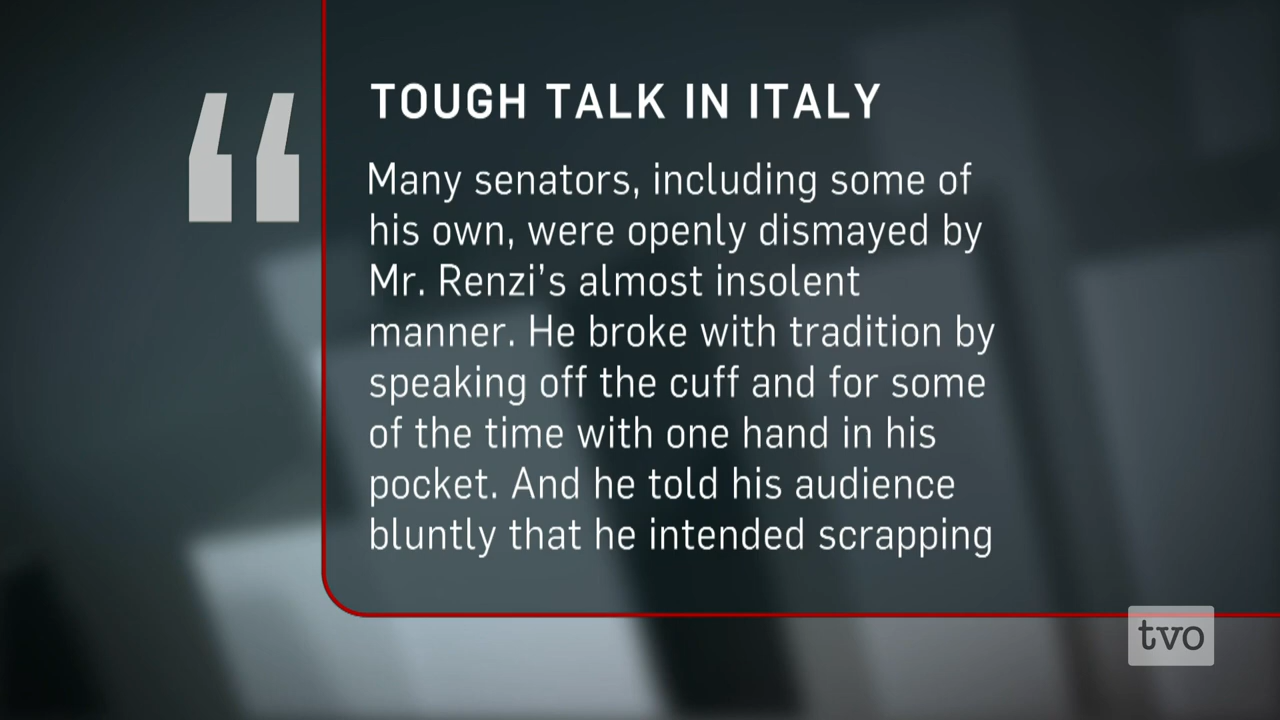 “
TOUGH TALK IN ITALY
Many senators, including some of
his own, were openly dismayed by
Mr. Renzi’s almost insolent
manner. He broke with tradition by
speaking off the cuff and for some
of the time with one hand in his
pocket. And he told his audience
bluntly that he intended scrapping
tvo